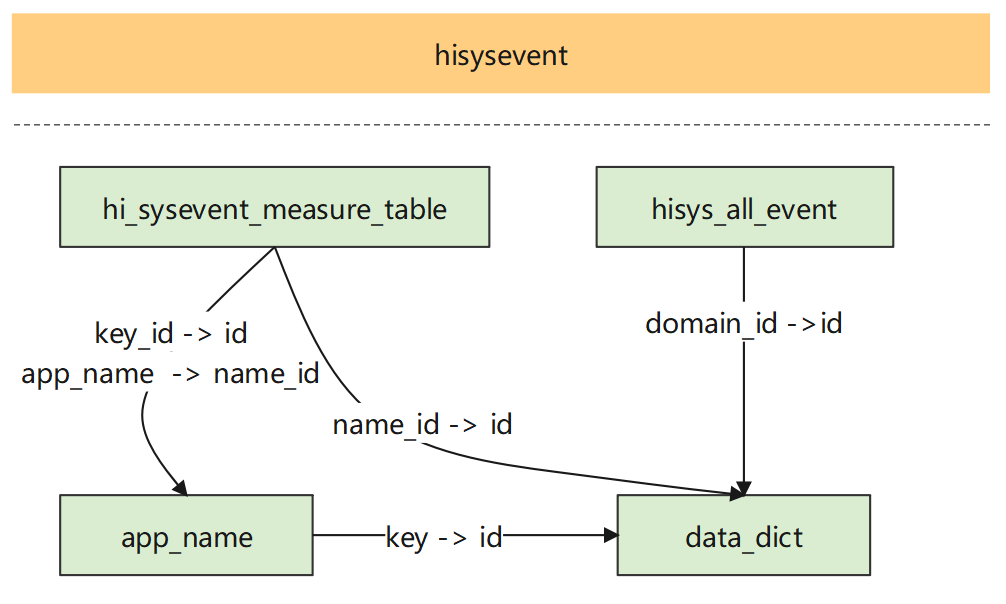 hisysevent
hi_sysevent_measure_table
hisys_all_event
key_id -> id
app_name  -> name_id
domain_id ->id
name_id -> id
app_name
key -> id
data_dict